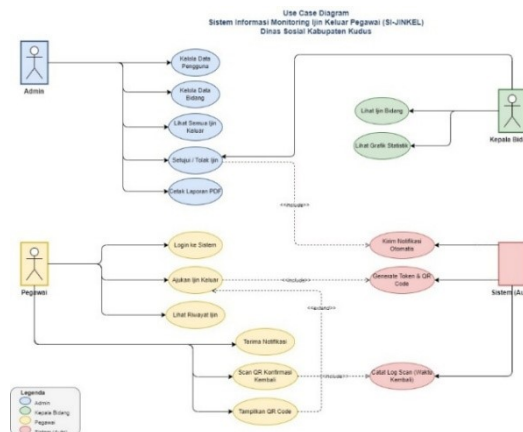 Use Case Diagram
Sistem Informasi Monitoring Ijin Keluar Pegawai (SI-JINKEL)
Dinas Sosial Kabupaten Kudus
Admin
Kelola Data
Pengguna
Kelola Data
Bidang
Lihat Semua Ijin
Keluar
Setujui / Tolak Ijin
Cetak Laporan PDF
Lihat Ijin Bidang
Lihat Grafik Statistik
Kepala Bid
Pegawai
Login ke Sistem
Ajukan Ijin Keluar
Lihat Riwayat Ijin
Terima Notifikasi
Scan QR Konfirmasi
Kembali
Tampilkan QR Code
Kirim Notifikasi
Otomatis
Generate Token & QR
Code
Catat Log Scan (Waktu
Kembali)
Sistem (Au
Legenda
Admin
Kepala Bidang
Pegawai